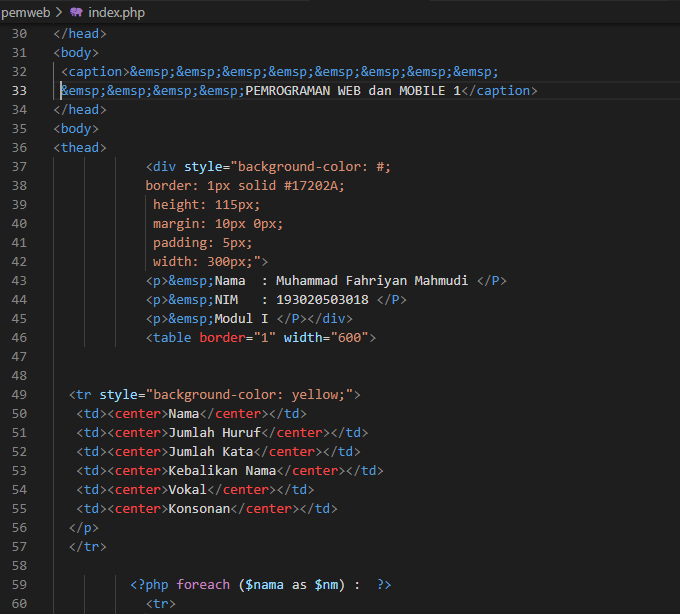 pemweb > index.php
30 </head>
31 <body>
32 <caption>&emsp;&emsp;&emsp;&emsp;&emsp;&emsp;&emsp;&emsp;
33 &emsp;&emsp;&emsp;&emsp;PEMROGRAMAN WEB dan MOBILE 1</caption>
34 </head>
35 <body>
36 <thead>
37 <div style="background-color: #;
38 border: 1px solid #17202A;
39 height: 115px;
40 margin: 10px 0px;
41 padding: 5px;
42 width: 300px;">
43 <p>&emsp;Nama  : Muhammad Fahriyan Mahmudi </P>
44 <p>&emsp;NIM   : 193020503018 </P>
45 <p>&emsp;Modul I </P></div>
46 <table border="1" width="600">
47
48
49 <tr style="background-color: yellow;">
50 <td><center>Nama</center></td>
51 <td><center>Jumlah Huruf</center></td>
52 <td><center>Jumlah Kata</center></td>
53 <td><center>Kebalikan Nama</center></td>
54 <td><center>Vokal</center></td>
55 <td><center>Konsonan</center></td>
56 </p>
57 </tr>
58
59 <?php foreach ($nama as $nm) :  ?>
60 <tr>